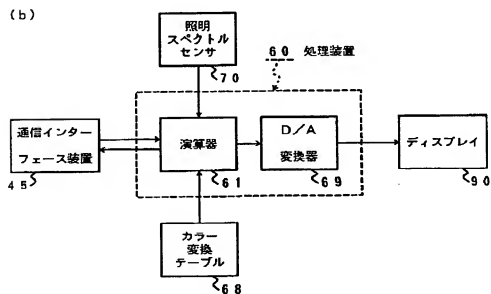 (b)
照明
スペクトル
センサ
70
60 処理装置
通信インター
フェース装置
45
演算器
61
D/A
変換器
69
ディスプレイ
90
カラー
変換
テーブル
68